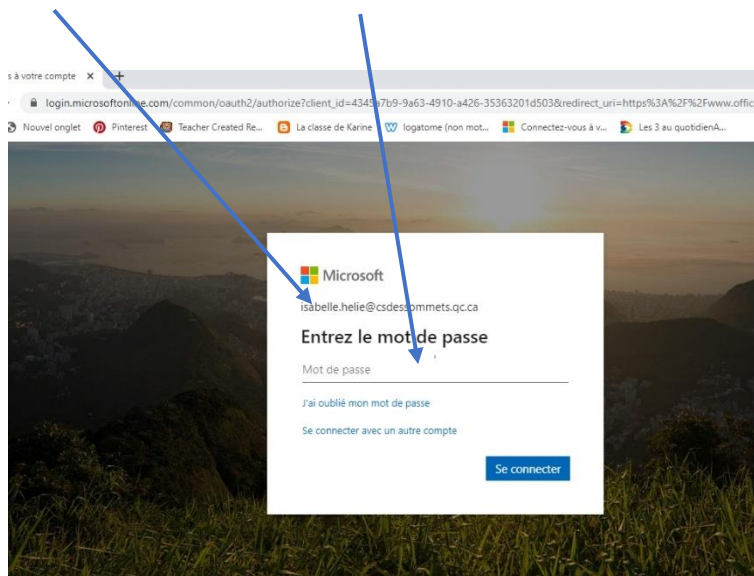 s à votre compte
login.microsoftonline.com/common/oauth2/authorize?client_id=4345a7b9-9a63-4910-a426-35363201d503&redirect_uri=https%3A%2F%2Fwww.offic
Nouvel onglet Pinterest Teacher Created Re... La classe de Karine logatome (non mot... Connectez-vous à v... Les 3 au quotidienA...
Microsoft
isabelle.helie@csdessommets.qc.ca
Entrez le mot de passe
Mot de passe
J'ai oublié mon mot de passe
Se connecter avec un autre compte
Se connecter